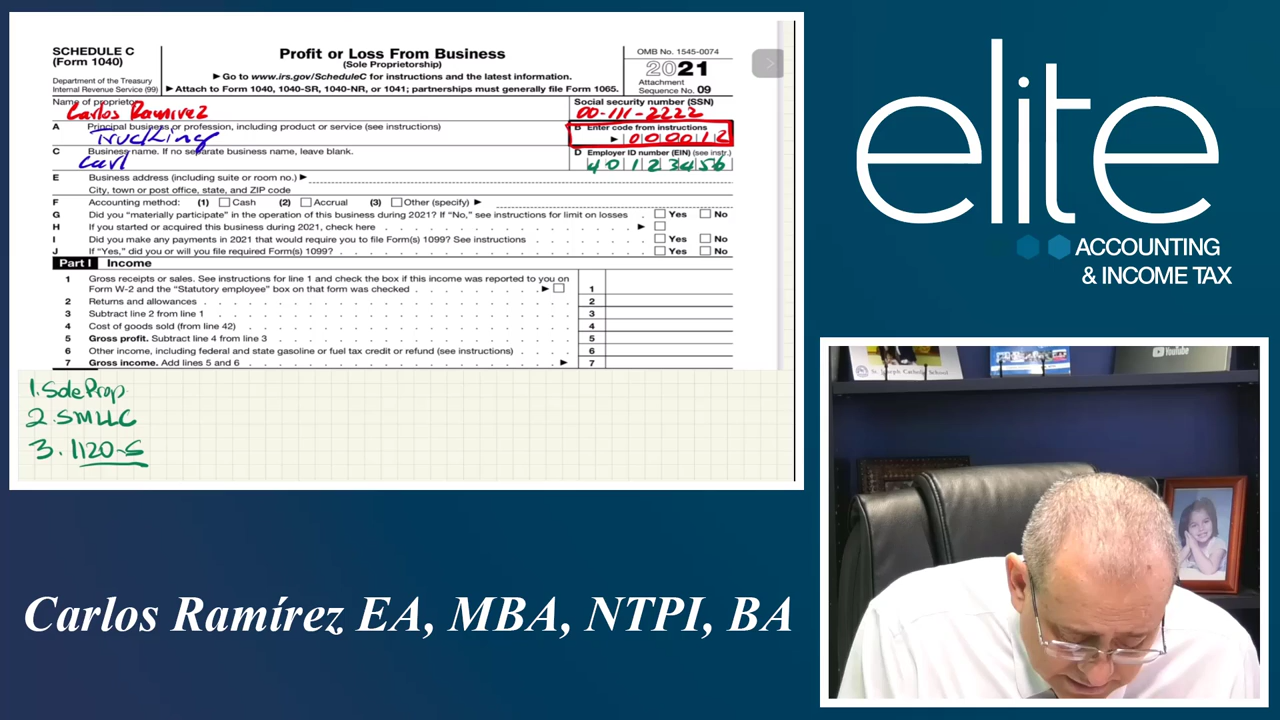 SCHEDULE C
(Form 1040)
Department of the Treasury
Internal Revenue Service (99)
Profit or Loss From Business
(Sole Proprietorship)
▶ Go to www.irs.gov/ScheduleC for instructions and the latest information.
▶ Attach to Form 1040, 1040-SR, 1040-NR, or 1041; partnerships must generally file Form 1065.
OMB No. 1545-0074
2021
Attachment
Sequence No. 09
Name of proprietor
Carlos Ramirez
Social security number (SSN)
00-111-2222
A Principal business or profession, including product or service (see instructions)
Trucking
B Enter code from instructions
▶ 000012
C Business name. If no separate business name, leave blank.
D Employer ID number (EIN) (see instr.)
40123456
E Business address (including suite or room no.) ▶
City, town or post office, state, and ZIP code
F Accounting method: (1) Cash (2) Accrual (3) Other (specify) ▶
G Did you "materially participate" in the operation of this business during 2021? If "No," see instructions for limit on losses . Yes No
H If you started or acquired this business during 2021, check here . . . . . . . . . . ▶
I Did you make any payments in 2021 that would require you to file Form(s) 1099? See instructions . . . . . . . . Yes No
J If "Yes," did you or will you file required Form(s) 1099? . . . . . . . . . . Yes No
Part I Income
1 Gross receipts or sales. See instructions for line 1 and check the box if this income was reported to you on
Form W-2 and the "Statutory employee" box on that form was checked . . . . . . ▶ 1
2 Returns and allowances . . . . . . . . . . 2
3 Subtract line 2 from line 1 . . . . . . . . . . 3
4 Cost of goods sold (from line 42) . . . . . . . . . . 4
5 Gross profit. Subtract line 4 from line 3 . . . . . . . . . . 5
6 Other income, including federal and state gasoline or fuel tax credit or refund (see instructions) . . . . 6
7 Gross income. Add lines 5 and 6 . . . . . . . . . . ▶ 7
1. Sole Prop
2. SMLLC
3. 1120-S
elite
ACCOUNTING
& INCOME TAX
YouTube
St. Joseph Catholic School
Carlos Ramírez EA, MBA, NTPI, BA